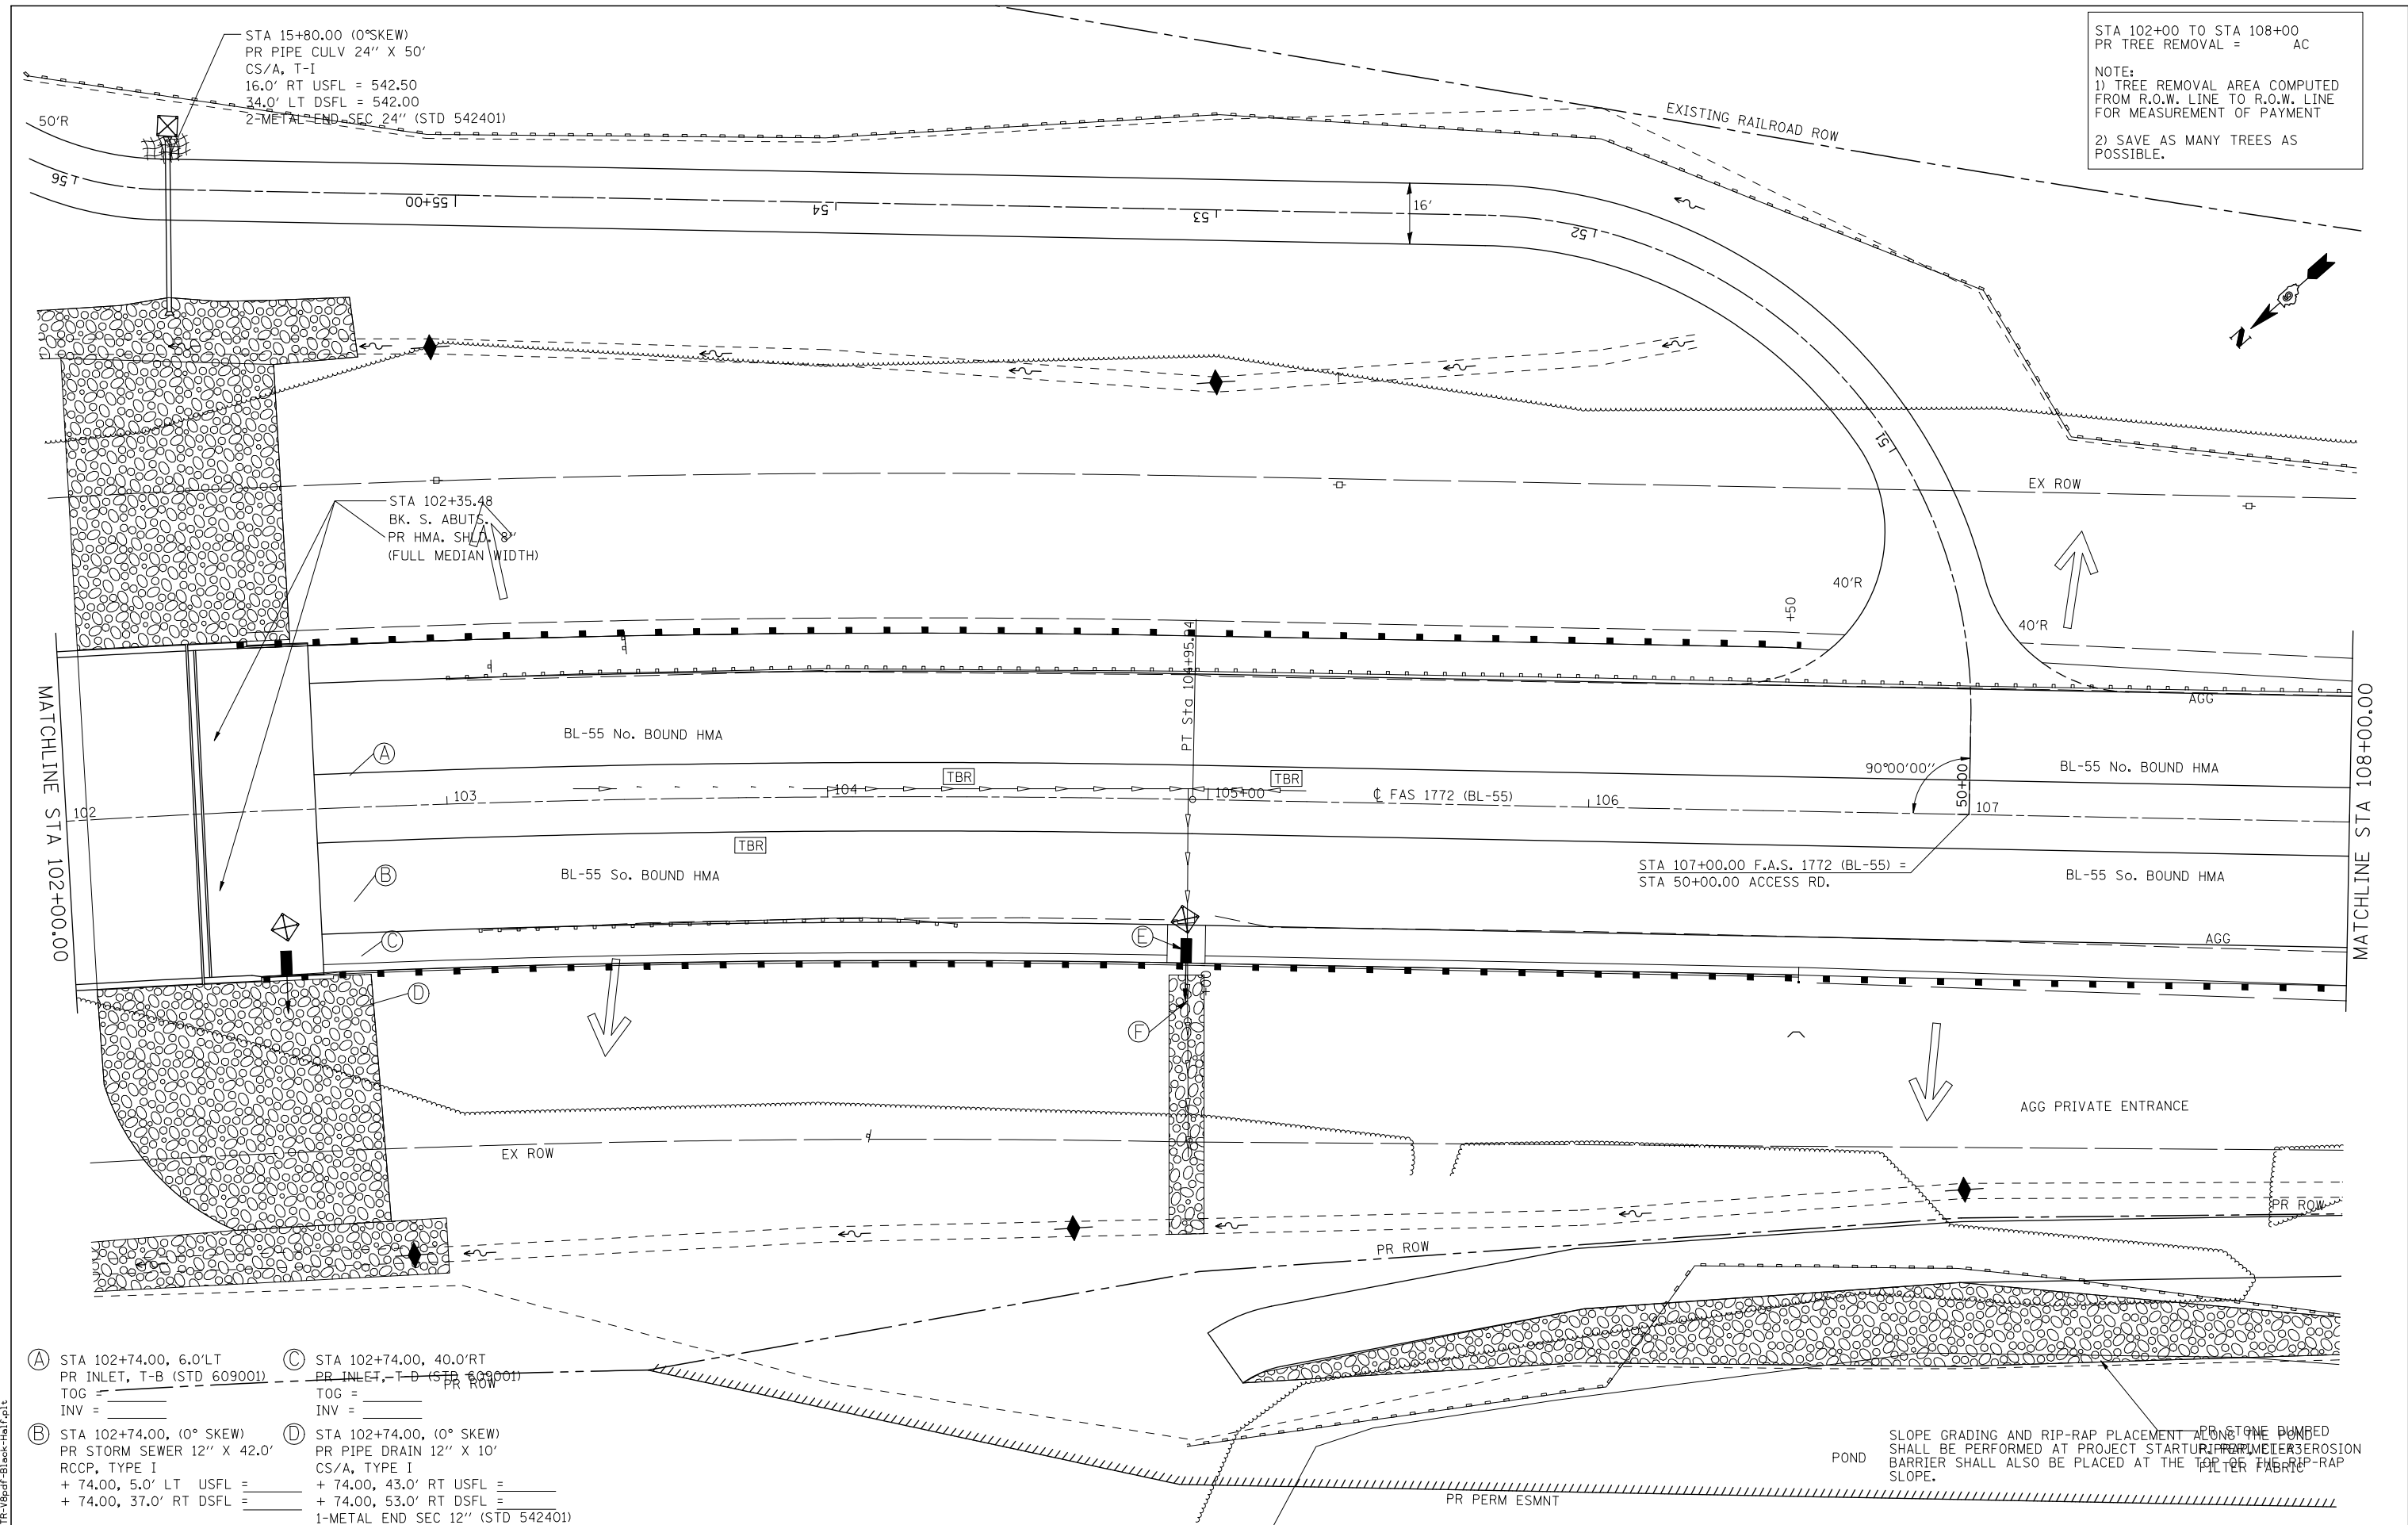 STA 15+80.00 (0°SKEW)
PR PIPE CULV 24'' X 50'
CS/A, T-I
16.0' RT USFL = 542.50
34.0' LT DSFL = 542.00
2-METAL END SEC 24'' (STD 542401)
STA 102+00 TO STA 108+00
PR TREE REMOVAL = AC
NOTE:
1) TREE REMOVAL AREA COMPUTED
FROM R.O.W. LINE TO R.O.W. LINE
FOR MEASUREMENT OF PAYMENT
2) SAVE AS MANY TREES AS
POSSIBLE.
50'R
EXISTING RAILROAD ROW
56
55+00
54
53
52
51
16'
N
EX ROW
STA 102+35.48
BK. S. ABUTS.
PR HMA. SHLD. 8''
(FULL MEDIAN WIDTH)
40'R
+50
40'R
PT Sta 104+95.94
AGG
MATCHLINE STA 102+00.00
MATCHLINE STA 108+00.00
BL-55 No. BOUND HMA
A
TBR
TBR
90°00'00''
BL-55 No. BOUND HMA
102
103
104
105+00
℄ FAS 1772 (BL-55)
106
50+00
107
TBR
B
BL-55 So. BOUND HMA
STA 107+00.00 F.A.S. 1772 (BL-55) =
STA 50+00.00 ACCESS RD.
BL-55 So. BOUND HMA
C
E
AGG
D
+00
F
AGG PRIVATE ENTRANCE
EX ROW
PR ROW
PR ROW
PR ROW
A STA 102+74.00, 6.0'LT
PR INLET, T-B (STD 609001)
TOG =
INV =
B STA 102+74.00, (0° SKEW)
PR STORM SEWER 12'' X 42.0'
RCCP, TYPE I
+ 74.00, 5.0' LT USFL =
+ 74.00, 37.0' RT DSFL =
C STA 102+74.00, 40.0'RT
PR INLET, T-D (STD 609001)
TOG =
INV =
D STA 102+74.00, (0° SKEW)
PR PIPE DRAIN 12'' X 10'
CS/A, TYPE I
+ 74.00, 43.0' RT USFL =
+ 74.00, 53.0' RT DSFL =
1-METAL END SEC 12'' (STD 542401)
POND
SLOPE GRADING AND RIP-RAP PLACEMENT ALONG THE POND
SHALL BE PERFORMED AT PROJECT STARTUP. PERIMETER EROSION
BARRIER SHALL ALSO BE PLACED AT THE TOP OF THE RIP-RAP
SLOPE.
PR STONE DUMPED
RIPRAP, CL A3
FILTER FABRIC
PR PERM ESMNT
TR-V8pdf-Black-Half.plt